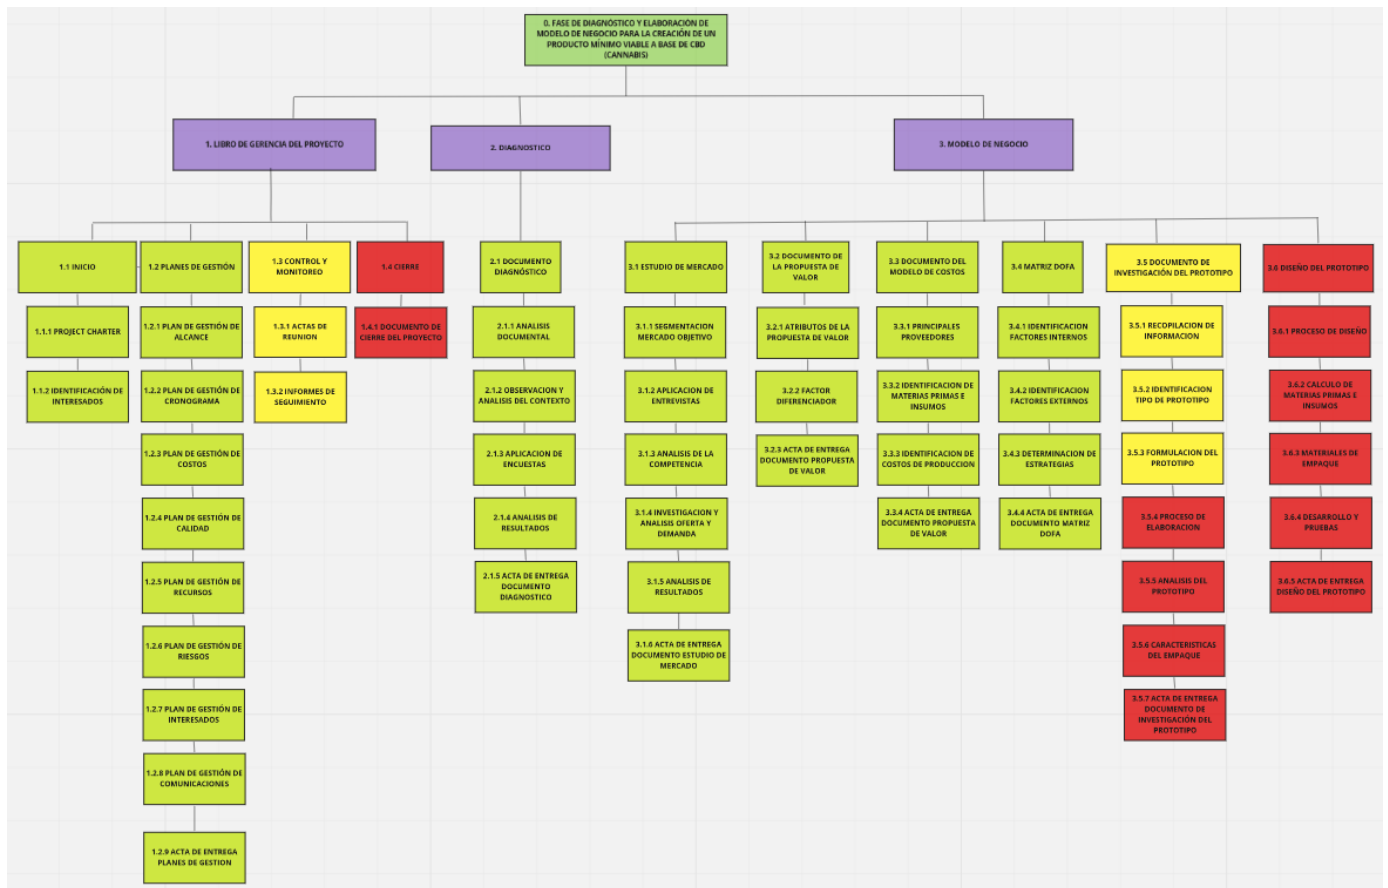 0. FASE DE DIAGNÓSTICO Y ELABORACIÓN DE
MODELO DE NEGOCIO PARA LA CREACIÓN DE UN
PRODUCTO MÍNIMO VIABLE A BASE DE CBD
(CANNABIS)
1. LIBRO DE GERENCIA DEL PROYECTO
2. DIAGNOSTICO
3. MODELO DE NEGOCIO
1.1 INICIO
1.1.1 PROJECT CHARTER
1.1.2 IDENTIFICACIÓN DE
INTERESADOS
1.2 PLANES DE GESTIÓN
1.2.1 PLAN DE GESTIÓN DE
ALCANCE
1.2.2 PLAN DE GESTIÓN DE
CRONOGRAMA
1.2.3 PLAN DE GESTIÓN DE
COSTOS
1.2.4 PLAN DE GESTIÓN DE
CALIDAD
1.2.5 PLAN DE GESTIÓN DE
RECURSOS
1.2.6 PLAN DE GESTIÓN DE
RIESGOS
1.2.7 PLAN DE GESTIÓN DE
INTERESADOS
1.2.8 PLAN DE GESTIÓN DE
COMUNICACIONES
1.2.9 ACTA DE ENTREGA
PLANES DE GESTION
1.3 CONTROL Y
MONITOREO
1.3.1 ACTAS DE
REUNION
1.3.2 INFORMES DE
SEGUIMIENTO
1.4 CIERRE
1.4.1 DOCUMENTO DE
CIERRE DEL PROYECTO
2.1 DOCUMENTO
DIAGNÓSTICO
2.1.1 ANALISIS
DOCUMENTAL
2.1.2 OBSERVACION Y
ANALISIS DEL CONTEXTO
2.1.3 APLICACION DE
ENCUESTAS
2.1.4 ANALISIS DE
RESULTADOS
2.1.5 ACTA DE ENTREGA
DOCUMENTO
DIAGNOSTICO
3.1 ESTUDIO DE MERCADO
3.1.1 SEGMENTACION
MERCADO OBJETIVO
3.1.2 APLICACION DE
ENTREVISTAS
3.1.3 ANALISIS DE LA
COMPETENCIA
3.1.4 INVESTIGACION Y
ANALISIS OFERTA Y
DEMANDA
3.1.5 ANALISIS DE
RESULTADOS
3.1.6 ACTA DE ENTREGA
DOCUMENTO ESTUDIO DE
MERCADO
3.2 DOCUMENTO DE
LA PROPUESTA DE
VALOR
3.2.1 ATRIBUTOS DE LA
PROPUESTA DE VALOR
3.2.2 FACTOR
DIFERENCIADOR
3.2.3 ACTA DE ENTREGA
DOCUMENTO PROPUESTA
DE VALOR
3.3 DOCUMENTO DEL
MODELO DE COSTOS
3.3.1 PRINCIPALES
PROVEEDORES
3.3.2 IDENTIFICACION DE
MATERIAS PRIMAS E
INSUMOS
3.3.3 IDENTIFICACION DE
COSTOS DE PRODUCCION
3.3.4 ACTA DE ENTREGA
DOCUMENTO PROPUESTA DE
VALOR
3.4 MATRIZ DOFA
3.4.1 IDENTIFICACION
FACTORES INTERNOS
3.4.2 IDENTIFICACION
FACTORES EXTERNOS
3.4.3 DETERMINACION DE
ESTRATEGIAS
3.4.4 ACTA DE ENTREGA
DOCUMENTO MATRIZ
DOFA
3.5 DOCUMENTO DE
INVESTIGACIÓN DEL PROTOTIPO
3.5.1 RECOPILACION DE
INFORMACION
3.5.2 IDENTIFICACION
TIPO DE PROTOTIPO
3.5.3 FORMULACION DEL
PROTOTIPO
3.5.4 PROCESO DE
ELABORACION
3.5.5 ANALISIS DEL
PROTOTIPO
3.5.6 CARACTERISTICAS
DEL EMPAQUE
3.5.7 ACTA DE ENTREGA
DOCUMENTO DE
INVESTIGACIÓN DEL
PROTOTIPO
3.6 DISEÑO DEL PROTOTIPO
3.6.1 PROCESO DE DISEÑO
3.6.2 CALCULO DE
MATERIAS PRIMAS E
INSUMOS
3.6.3 MATERIALES DE
EMPAQUE
3.6.4 DESARROLLO Y
PRUEBAS
3.6.5 ACTA DE ENTREGA
DISEÑO DEL PROTOTIPO